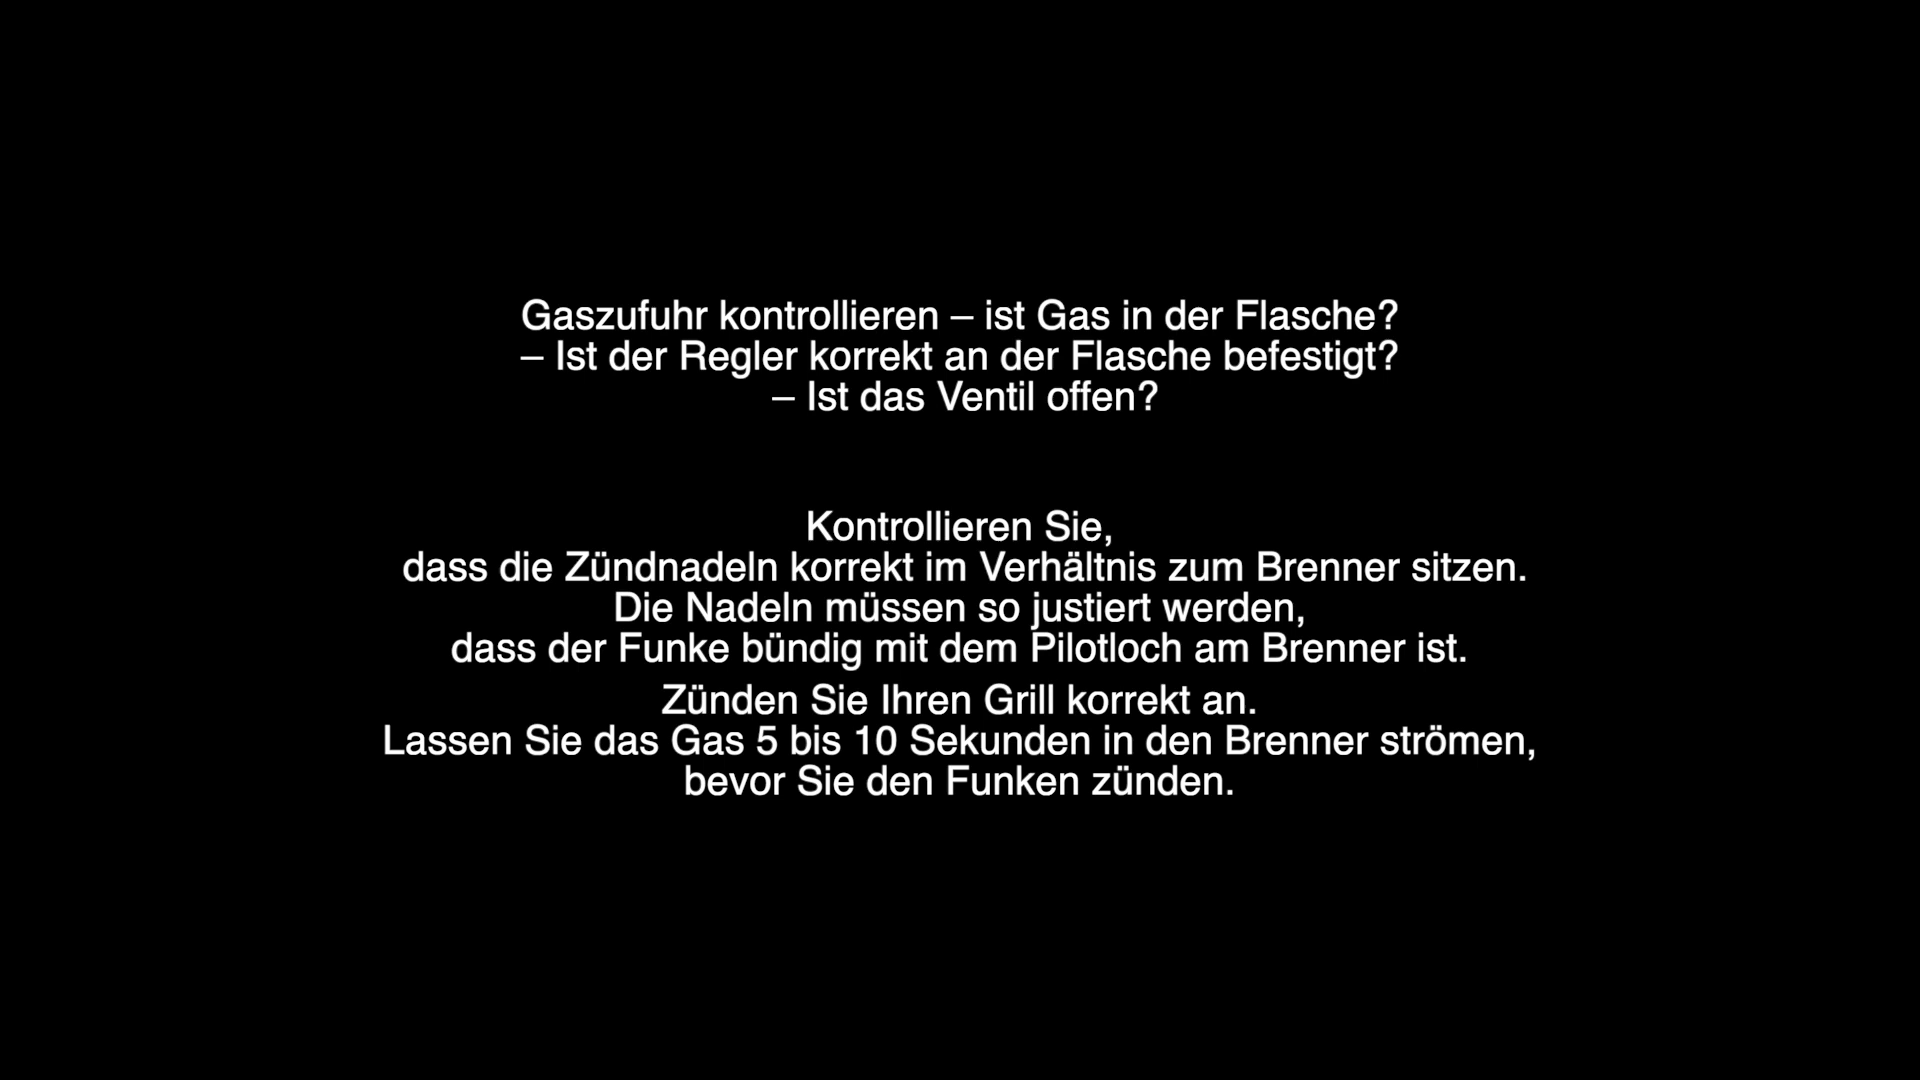 Gaszufuhr kontrollieren – ist Gas in der Flasche?
– Ist der Regler korrekt an der Flasche befestigt?
– Ist das Ventil offen?
Kontrollieren Sie,
dass die Zündnadeln korrekt im Verhältnis zum Brenner sitzen.
Die Nadeln müssen so justiert werden,
dass der Funke bündig mit dem Pilotloch am Brenner ist.
Zünden Sie Ihren Grill korrekt an.
Lassen Sie das Gas 5 bis 10 Sekunden in den Brenner strömen,
bevor Sie den Funken zünden.